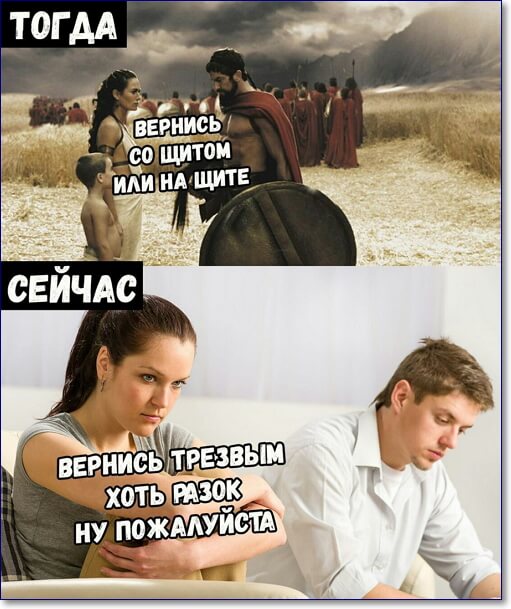 ТОГДА
ВЕРНИСЬ
СО ЩИТОМ
ИЛИ НА ЩИТЕ
СЕЙЧАС
ВЕРНИСЬ ТРЕЗВЫМ
ХОТЬ РАЗОК
НУ ПОЖАЛУЙСТА